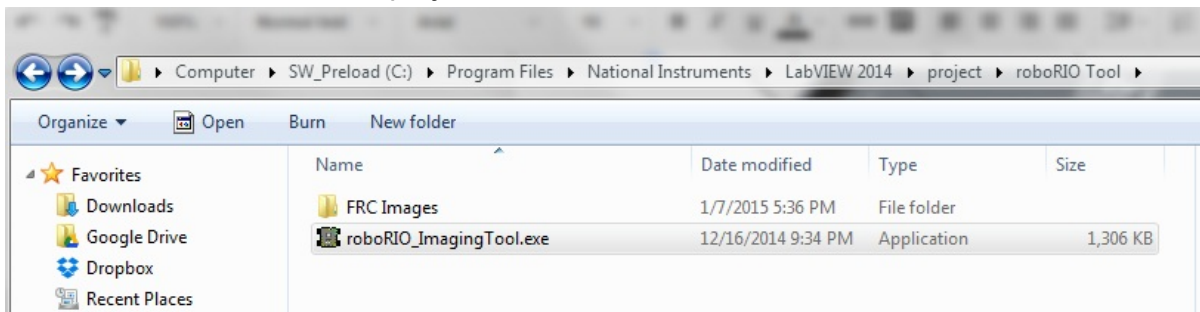 Computer SW_Preload (C:) Program Files National Instruments LabVIEW 2014 project roboRIO Tool
Organize Open Burn New folder
Name Date modified Type Size
Favorites
Downloads
Google Drive
Dropbox
Recent Places
FRC Images 1/7/2015 5:36 PM File folder
roboRIO_ImagingTool.exe 12/16/2014 9:34 PM Application 1,306 KB